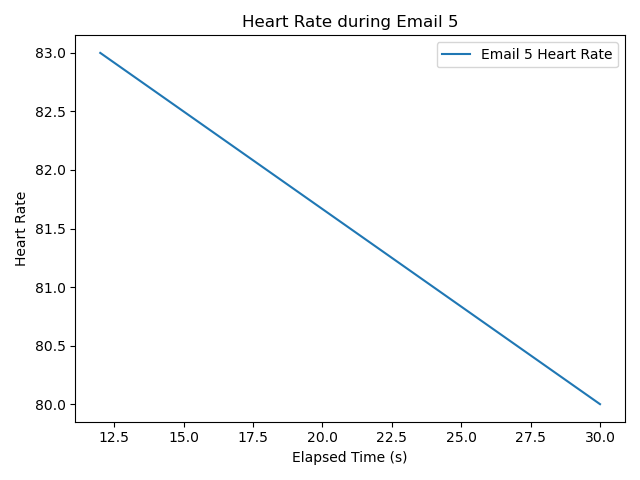 Heart Rate during Email 5
Email 5 Heart Rate
83.0
82.5
82.0
81.5
81.0
80.5
80.0
Heart Rate
12.5 15.0 17.5 20.0 22.5 25.0 27.5 30.0
Elapsed Time (s)